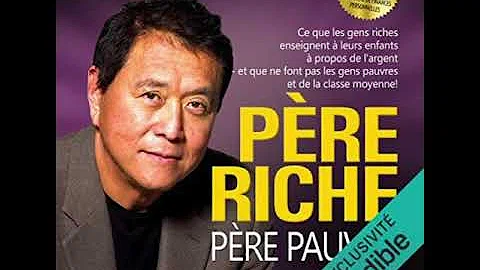 PERSONNELLES
Ce que les gens riches
enseignent à leurs enfants
à propos de l'argent
- et que ne font pas les gens pauvres
et de la classe moyenne!
PÈRE
RICHE
PÈRE PAUV
EXCLUSIVITÉ